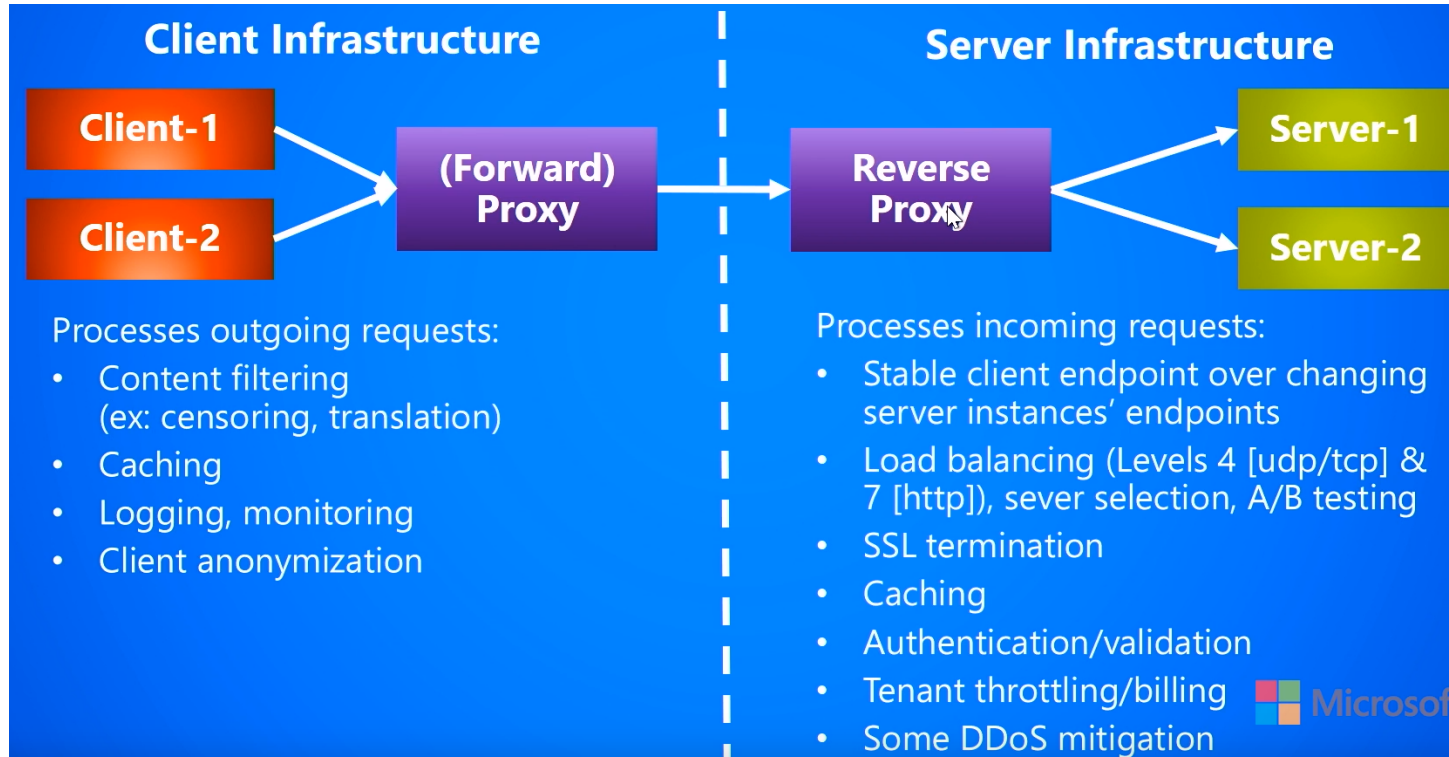 Client Infrastructure
Client-1
Client-2
(Forward)
Proxy
Processes outgoing requests:
• Content filtering
(ex: censoring, translation)
• Caching
• Logging, monitoring
• Client anonymization
Server Infrastructure
Reverse
Proxy
Server-1
Server-2
Processes incoming requests:
• Stable client endpoint over changing
server instances’ endpoints
• Load balancing (Levels 4 [udp/tcp] &
7 [http]), sever selection, A/B testing
• SSL termination
• Caching
• Authentication/validation
• Tenant throttling/billing
• Some DDoS mitigation
Microsof